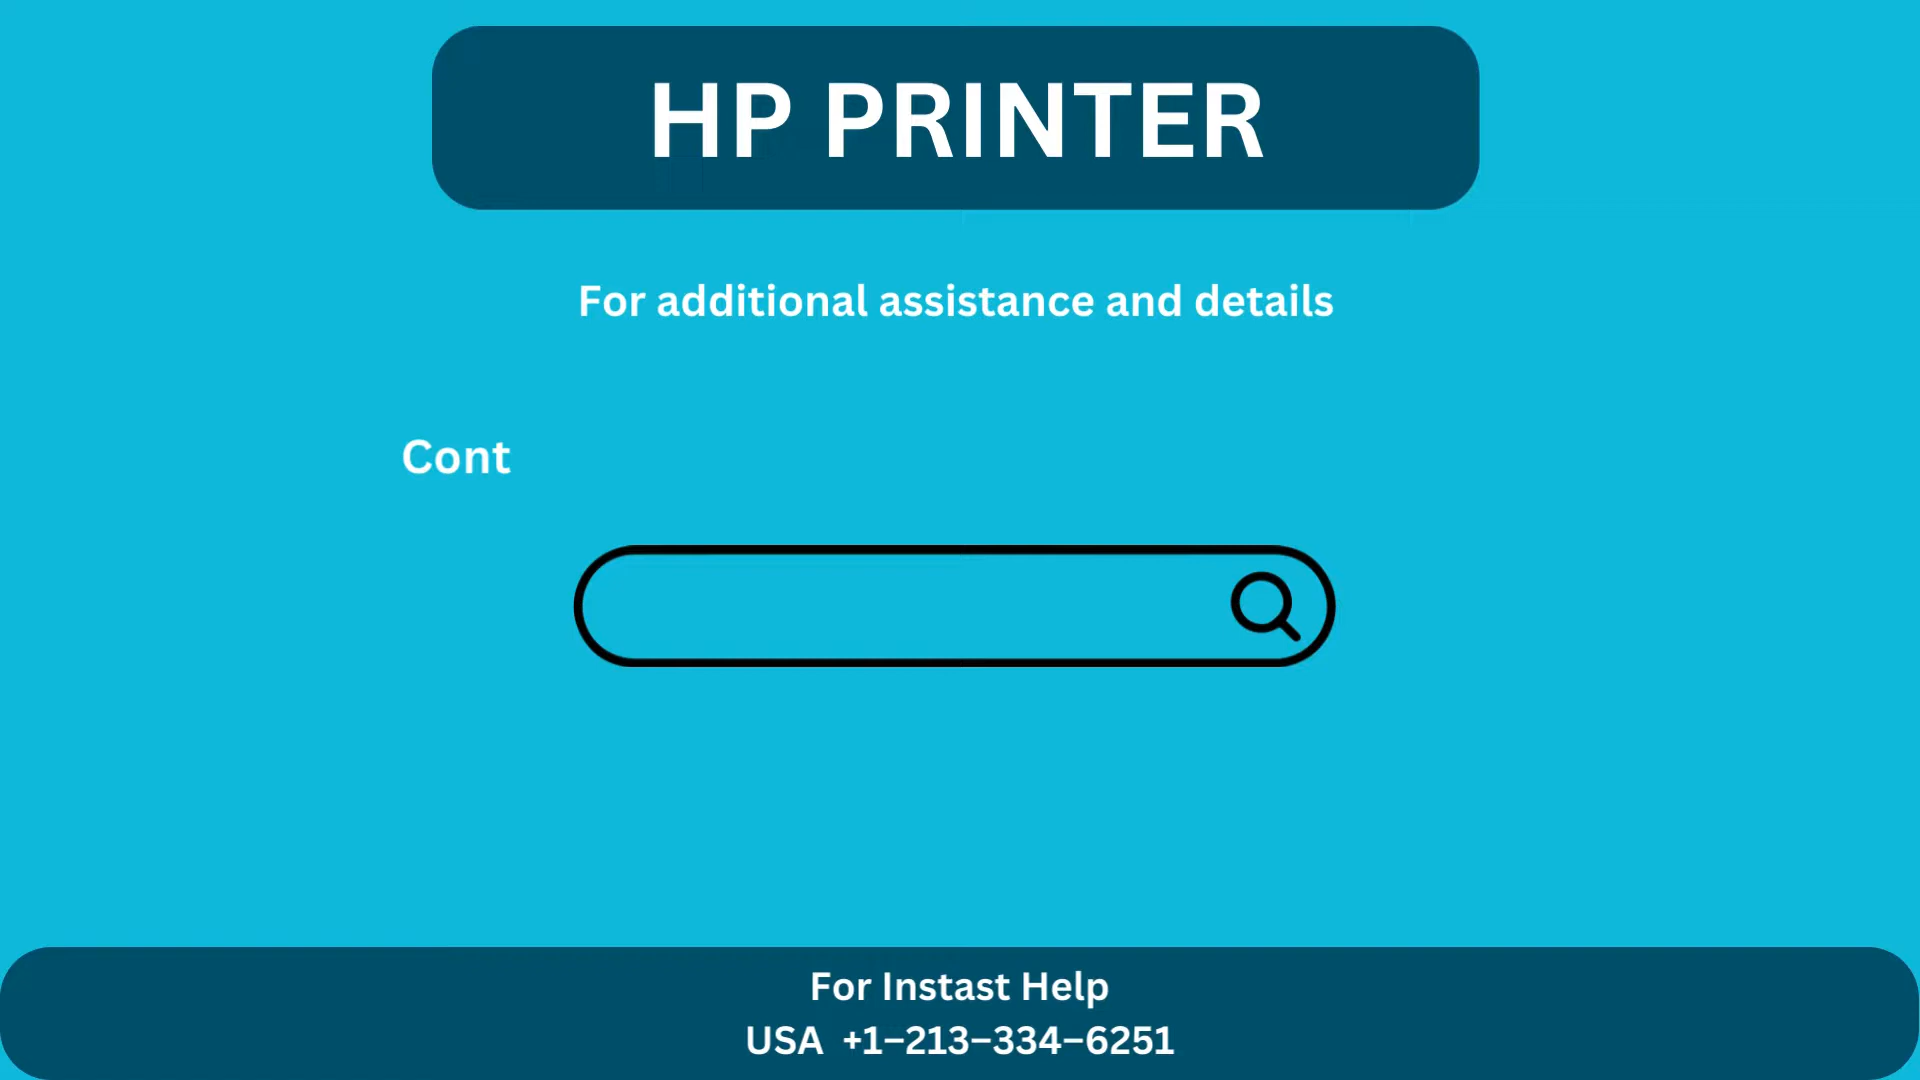 HP PRINTER
For additional assistance and details
Cont
For Instast Help
USA +1–213–334–6251